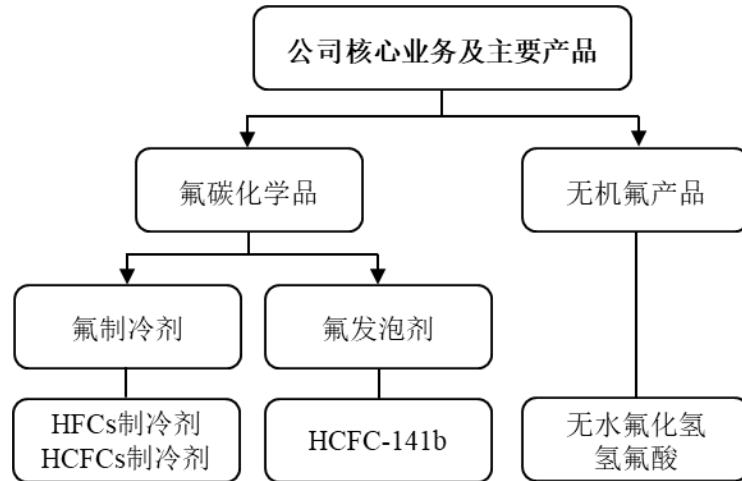 公司核心业务及主要产品
氟碳化学品
无机氟产品
氟制冷剂
氟发泡剂
HFCs制冷剂
HCFCs制冷剂
HCFC-141b
无水氟化氢
氢氟酸